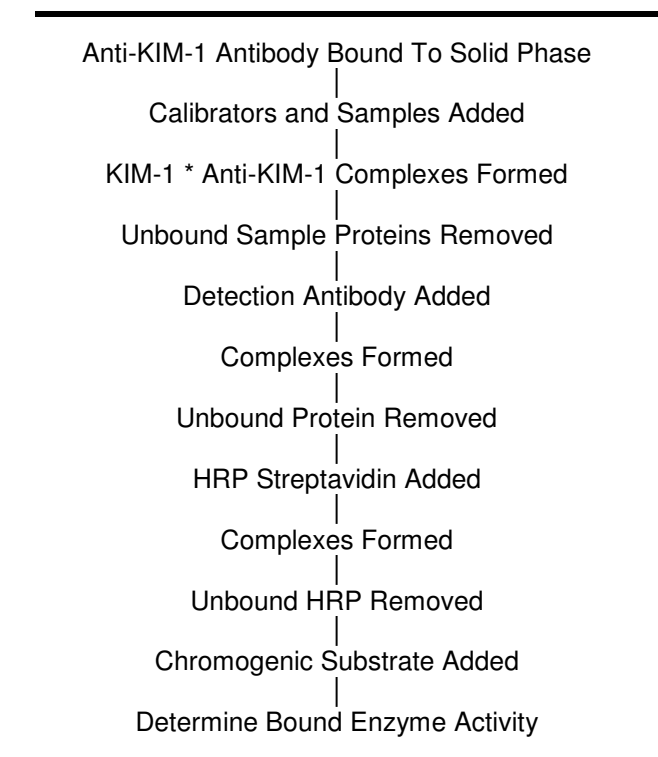 Anti-KIM-1 Antibody Bound To Solid Phase
Calibrators and Samples Added
KIM-1 * Anti-KIM-1 Complexes Formed
Unbound Sample Proteins Removed
Detection Antibody Added
Complexes Formed
Unbound Protein Removed
HRP Streptavidin Added
Complexes Formed
Unbound HRP Removed
Chromogenic Substrate Added
Determine Bound Enzyme Activity